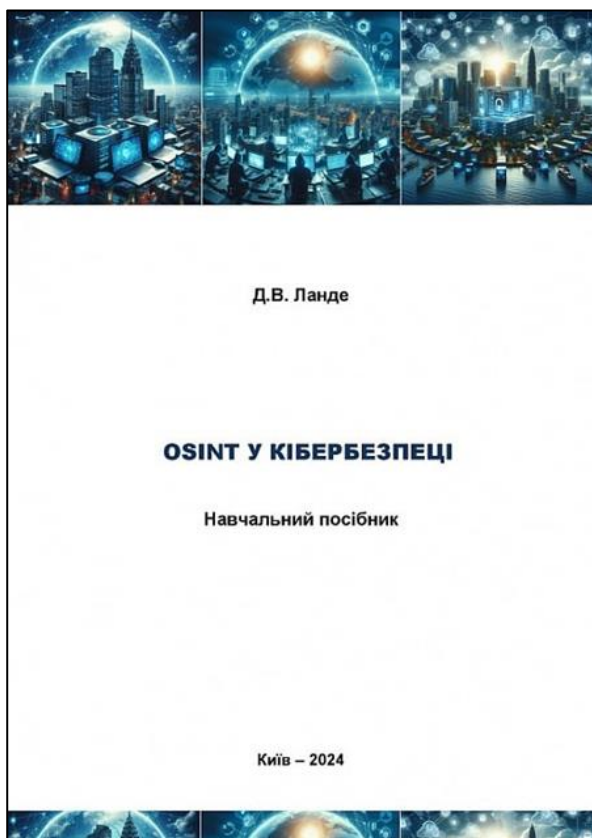 Д.В. Ланде
OSINT У КІБЕРБЕЗПЕЦІ
Навчальний посібник
Київ – 2024